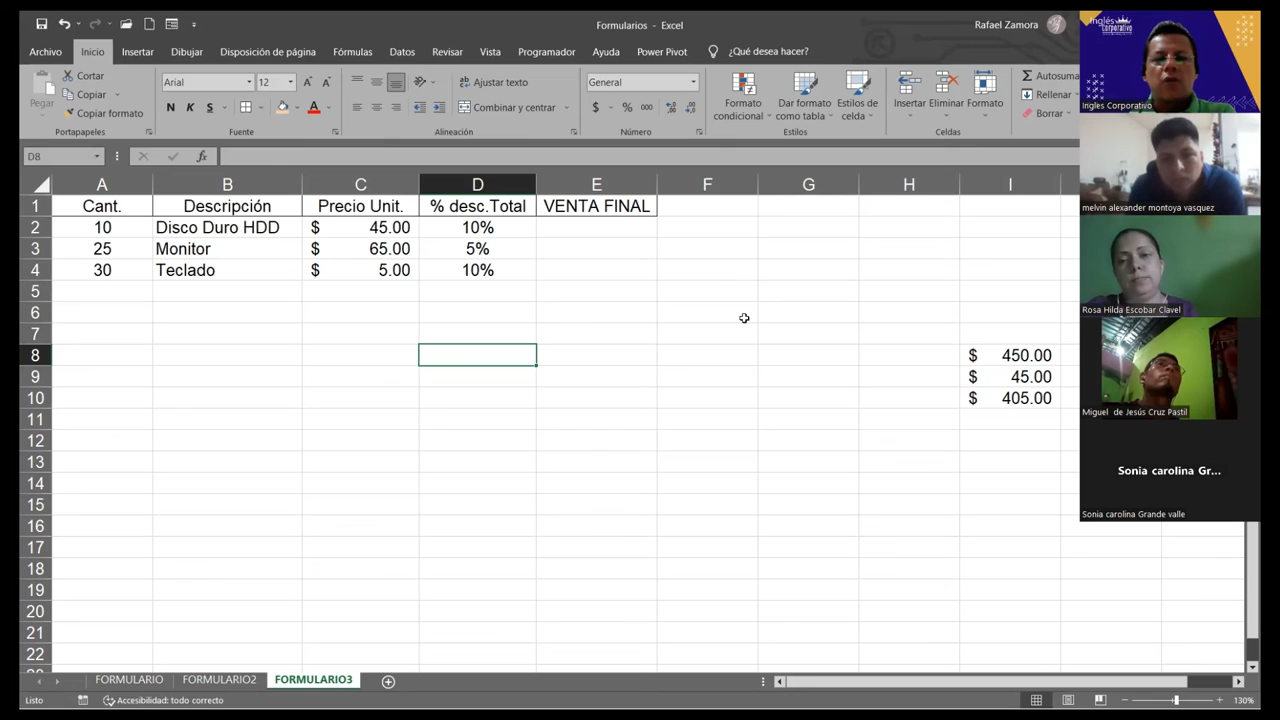 Formularios - Excel
Rafael Zamora
Archivo Inicio Insertar Dibujar Disposición de página Fórmulas Datos Revisar Vista Programador Ayuda Power Pivot ¿Qué desea hacer?
Pegar
Cortar
Copiar
Copiar formato
Portapapeles
Arial 12
N K S
Fuente
Ajustar texto
Combinar y centrar
Alineación
General
$ % 000
Número
Formato condicional
Dar formato como tabla
Estilos de celda
Estilos
Insertar Eliminar Formato
Celdas
Autosuma
Rellenar
Borrar
D8
A B C D E F G H I
1 Cant. Descripción Precio Unit. % desc.Total VENTA FINAL
2 10 Disco Duro HDD $ 45.00 10%
3 25 Monitor $ 65.00 5%
4 30 Teclado $ 5.00 10%
5
6
7
8 $ 450.00
9 $ 45.00
10 $ 405.00
11
12
13
14
15
16
17
18
19
20
21
22
FORMULARIO FORMULARIO2 FORMULARIO3
Listo Accesibilidad: todo correcto 130%
Inglés Corporativo
Ingles Corporativo
melvin alexander montoya vasquez
Rosa Hilda Escobar Clavel
Miguel de Jesús Cruz Pastil
Sonia carolina Gr...
Sonia carolina Grande valle